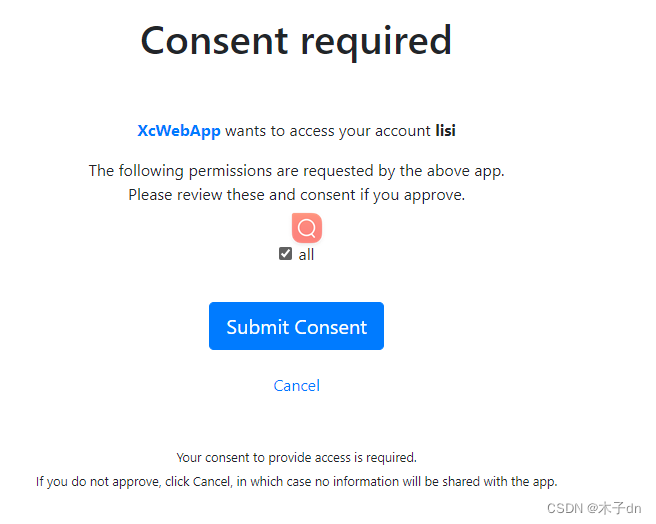 Consent required
XcWebApp wants to access your account lisi
The following permissions are requested by the above app.
Please review these and consent if you approve.
all
Submit Consent
Cancel
Your consent to provide access is required.
If you do not approve, click Cancel, in which case no information will be shared with the app.
CSDN @木子dn